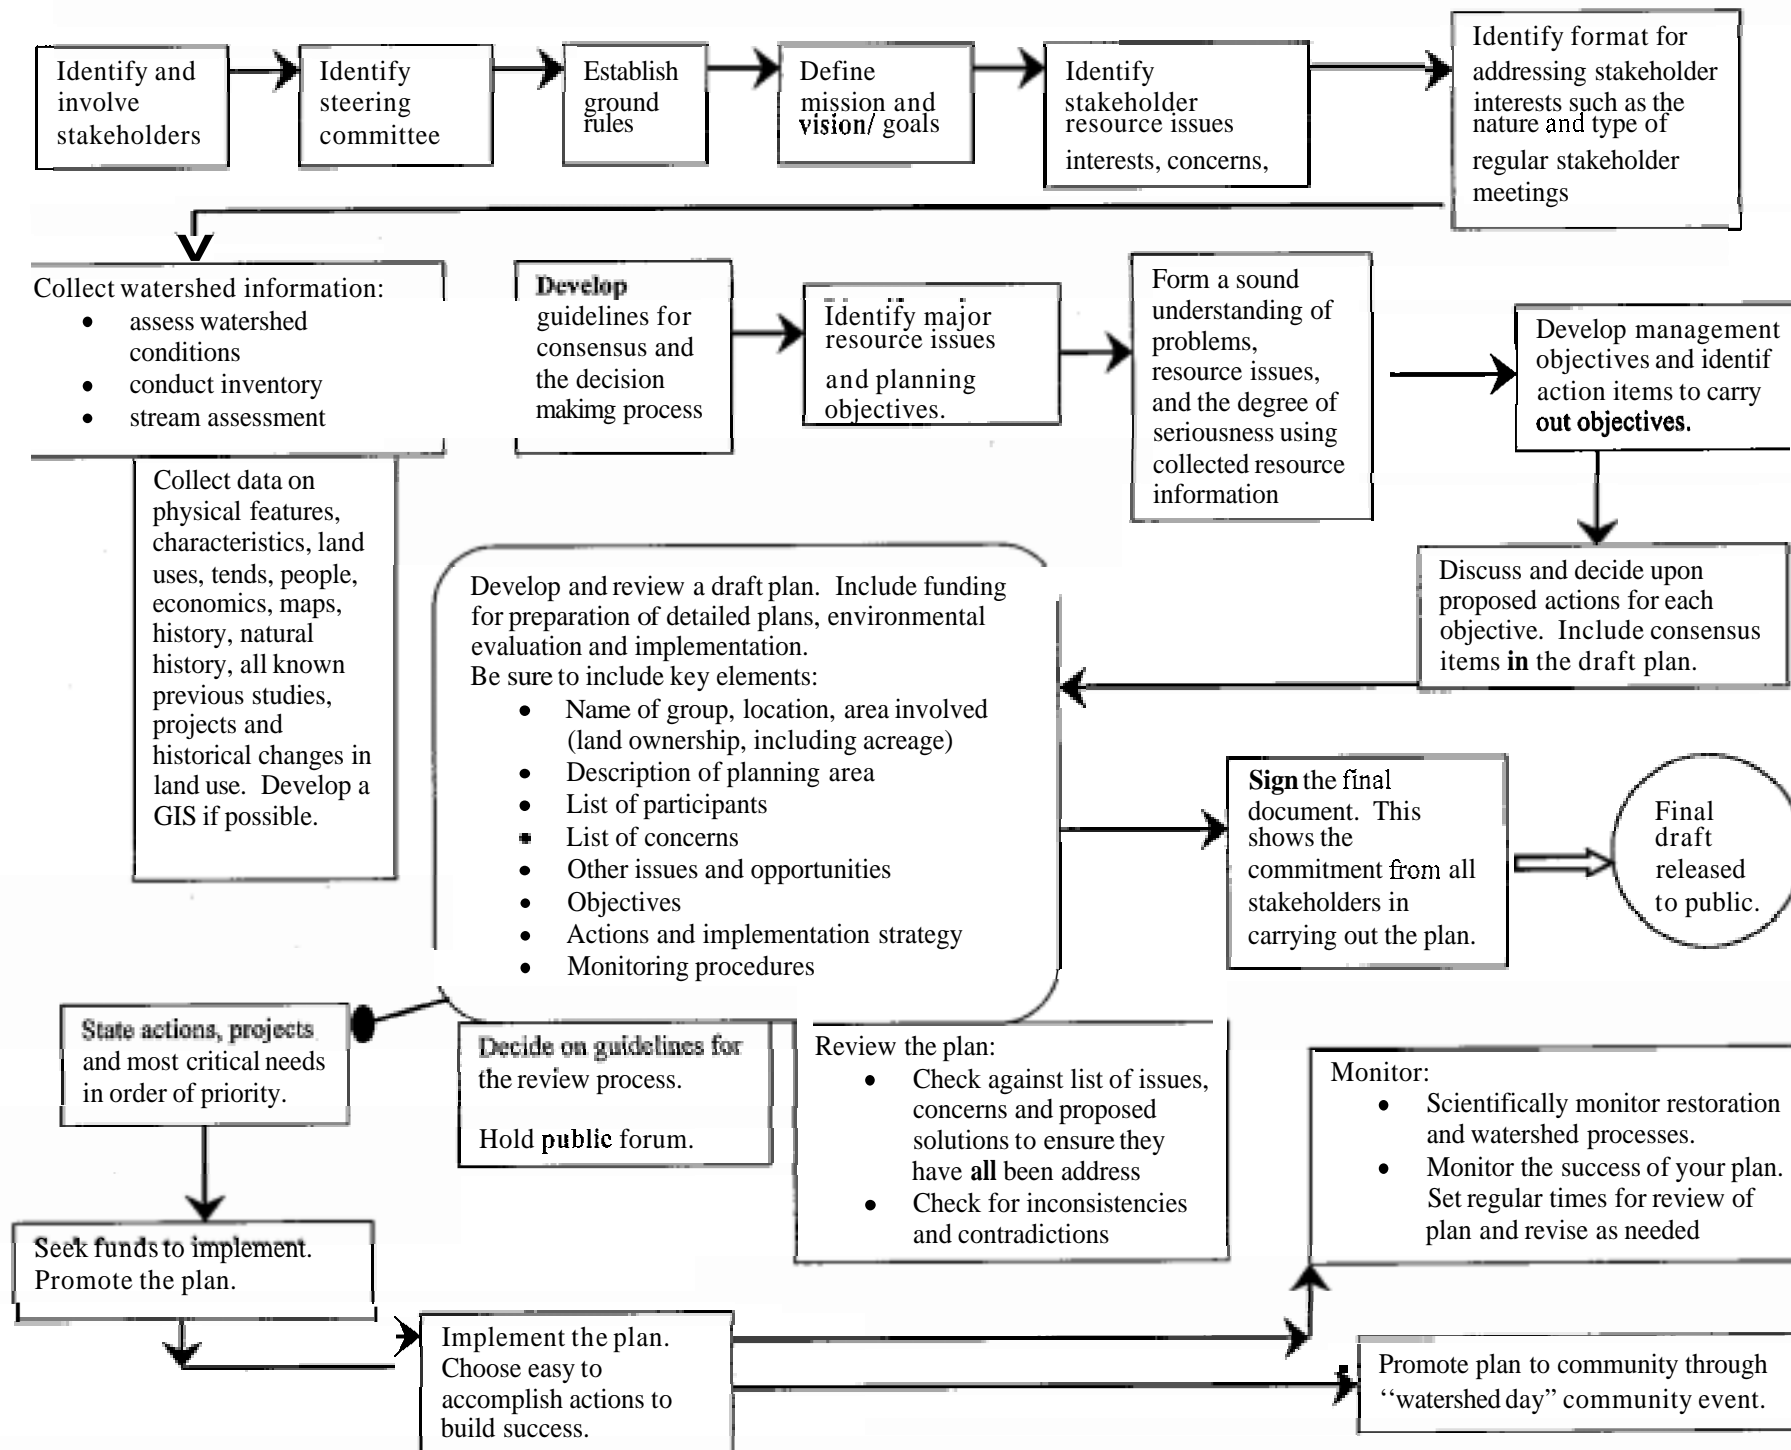 Identify and
involve
stakeholders
Identify
steering
committee
Establish
ground
rules
Define
mission and
vision/ goals
Identify
stakeholder
resource issues
interests, concerns,
Identify format for
addressing stakeholder
interests such as the
nature and type of
regular stakeholder
meetings
Collect watershed information:
• assess watershed
conditions
• conduct inventory
• stream assessment
Collect data on
physical features,
characteristics, land
uses, tends, people,
economics, maps,
history, natural
history, all known
previous studies,
projects and
historical changes in
land use. Develop a
GIS if possible.
Develop
guidelines for
consensus and
the decision
makimg process
Identify major
resource issues
and planning
objectives.
Form a sound
understanding of
problems,
resource issues,
and the degree of
seriousness using
collected resource
information
Develop management
objectives and identif
action items to carry
out objectives.
Discuss and decide upon
proposed actions for each
objective. Include consensus
items in the draft plan.
Develop and review a draft plan. Include funding
for preparation of detailed plans, environmental
evaluation and implementation.
Be sure to include key elements:
• Name of group, location, area involved
(land ownership, including acreage)
• Description of planning area
• List of participants
• List of concerns
• Other issues and opportunities
• Objectives
• Actions and implementation strategy
• Monitoring procedures
Sign the final
document. This
shows the
commitment from all
stakeholders in
carrying out the plan.
Final
draft
released
to public.
State actions, projects
and most critical needs
in order of priority.
Decide on guidelines for
the review process.
Hold public forum.
Review the plan:
• Check against list of issues,
concerns and proposed
solutions to ensure they
have all been address
• Check for inconsistencies
and contradictions
Monitor:
• Scientifically monitor restoration
and watershed processes.
• Monitor the success of your plan.
Set regular times for review of
plan and revise as needed
Seek funds to implement.
Promote the plan.
Implement the plan.
Choose easy to
accomplish actions to
build success.
Promote plan to community through
‘‘watershed day” community event.